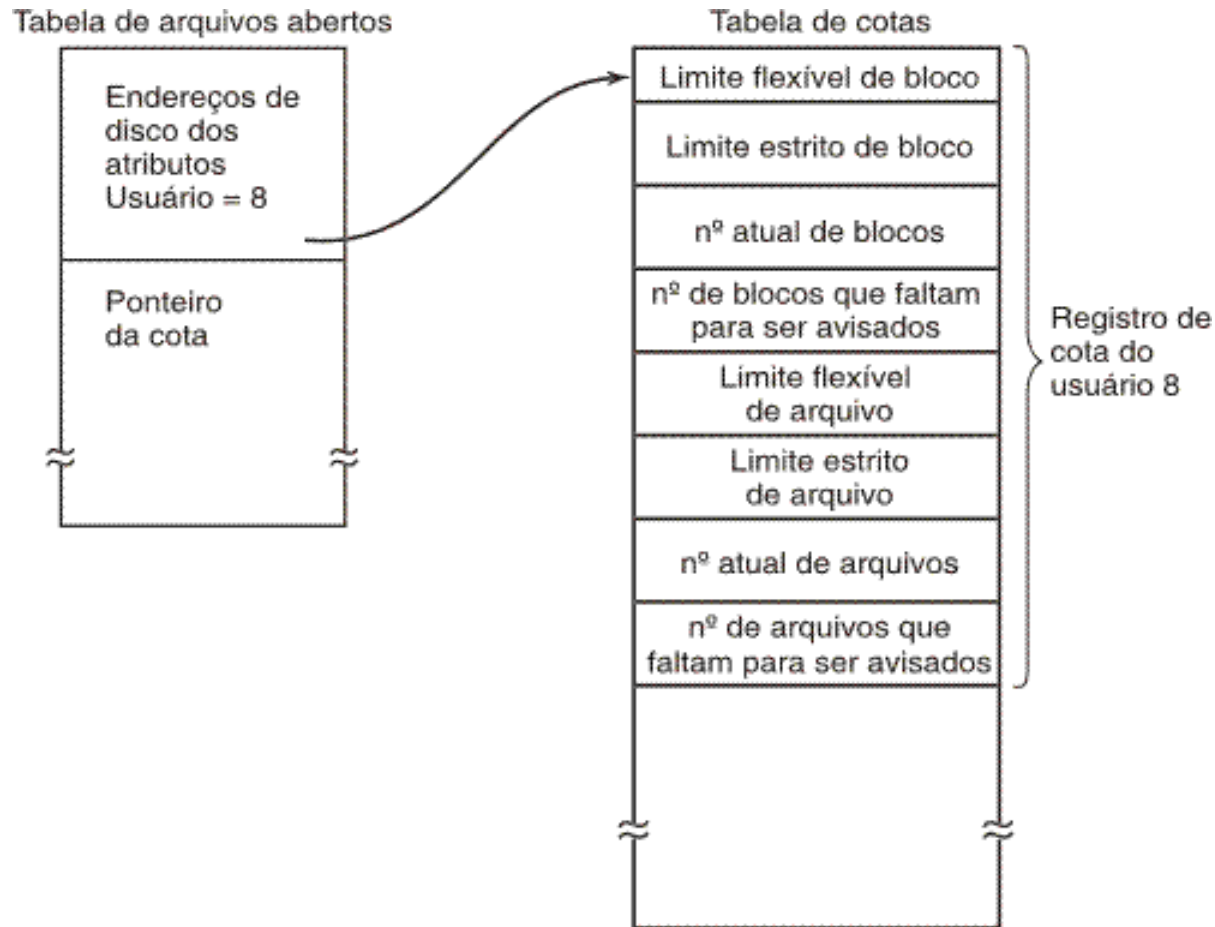 Tabela de arquivos abertos
Endereços de
disco dos
atributos
Usuário = 8
Ponteiro
da cota
Tabela de cotas
Limite flexível de bloco
Limite estrito de bloco
nº atual de blocos
nº de blocos que faltam
para ser avisados
Limite flexível
de arquivo
Limite estrito
de arquivo
nº atual de arquivos
nº de arquivos que
faltam para ser avisados
Registro de
cota do
usuário 8